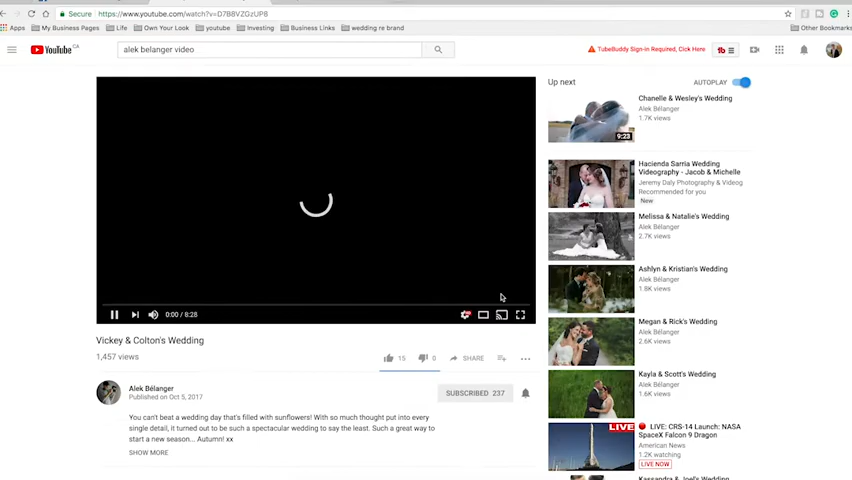 Secure https://www.youtube.com/watch?v=D7B8VZGzUP8
Apps My Business Pages Life Own Your Look youtube Investing Business Links wedding re brand Other Bookmarks
YouTube CA
alek belanger video
TubeBuddy Sign-in Required, Click Here
tb
Up next
AUTOPLAY
Chanelle & Wesley's Wedding
Alek Bélanger
1.7K views
9:23
Hacienda Sarria Wedding
Videography - Jacob & Michelle
Jeremy Daly Photography & Videog
Recommended for you
New
Melissa & Natalie's Wedding
Alek Bélanger
2.7K views
Ashlyn & Kristian's Wedding
Alek Bélanger
1.8K views
Megan & Rick's Wedding
Alek Bélanger
2.6K views
Kayla & Scott's Wedding
Alek Bélanger
1.6K views
LIVE
LIVE: CRS-14 Launch: NASA
SpaceX Falcon 9 Dragon
American News
1.2K watching
LIVE NOW
Kassandra & Joel's Wedding
0:00 / 8:28
Vickey & Colton's Wedding
1,457 views
15 0 SHARE
Alek Bélanger
Published on Oct 5, 2017
SUBSCRIBED 237
You can't beat a wedding day that's filled with sunflowers! With so much thought put into every
single detail, it turned out to be such a spectacular wedding to say the least. Such a great way to
start a new season... Autumn! xx
SHOW MORE